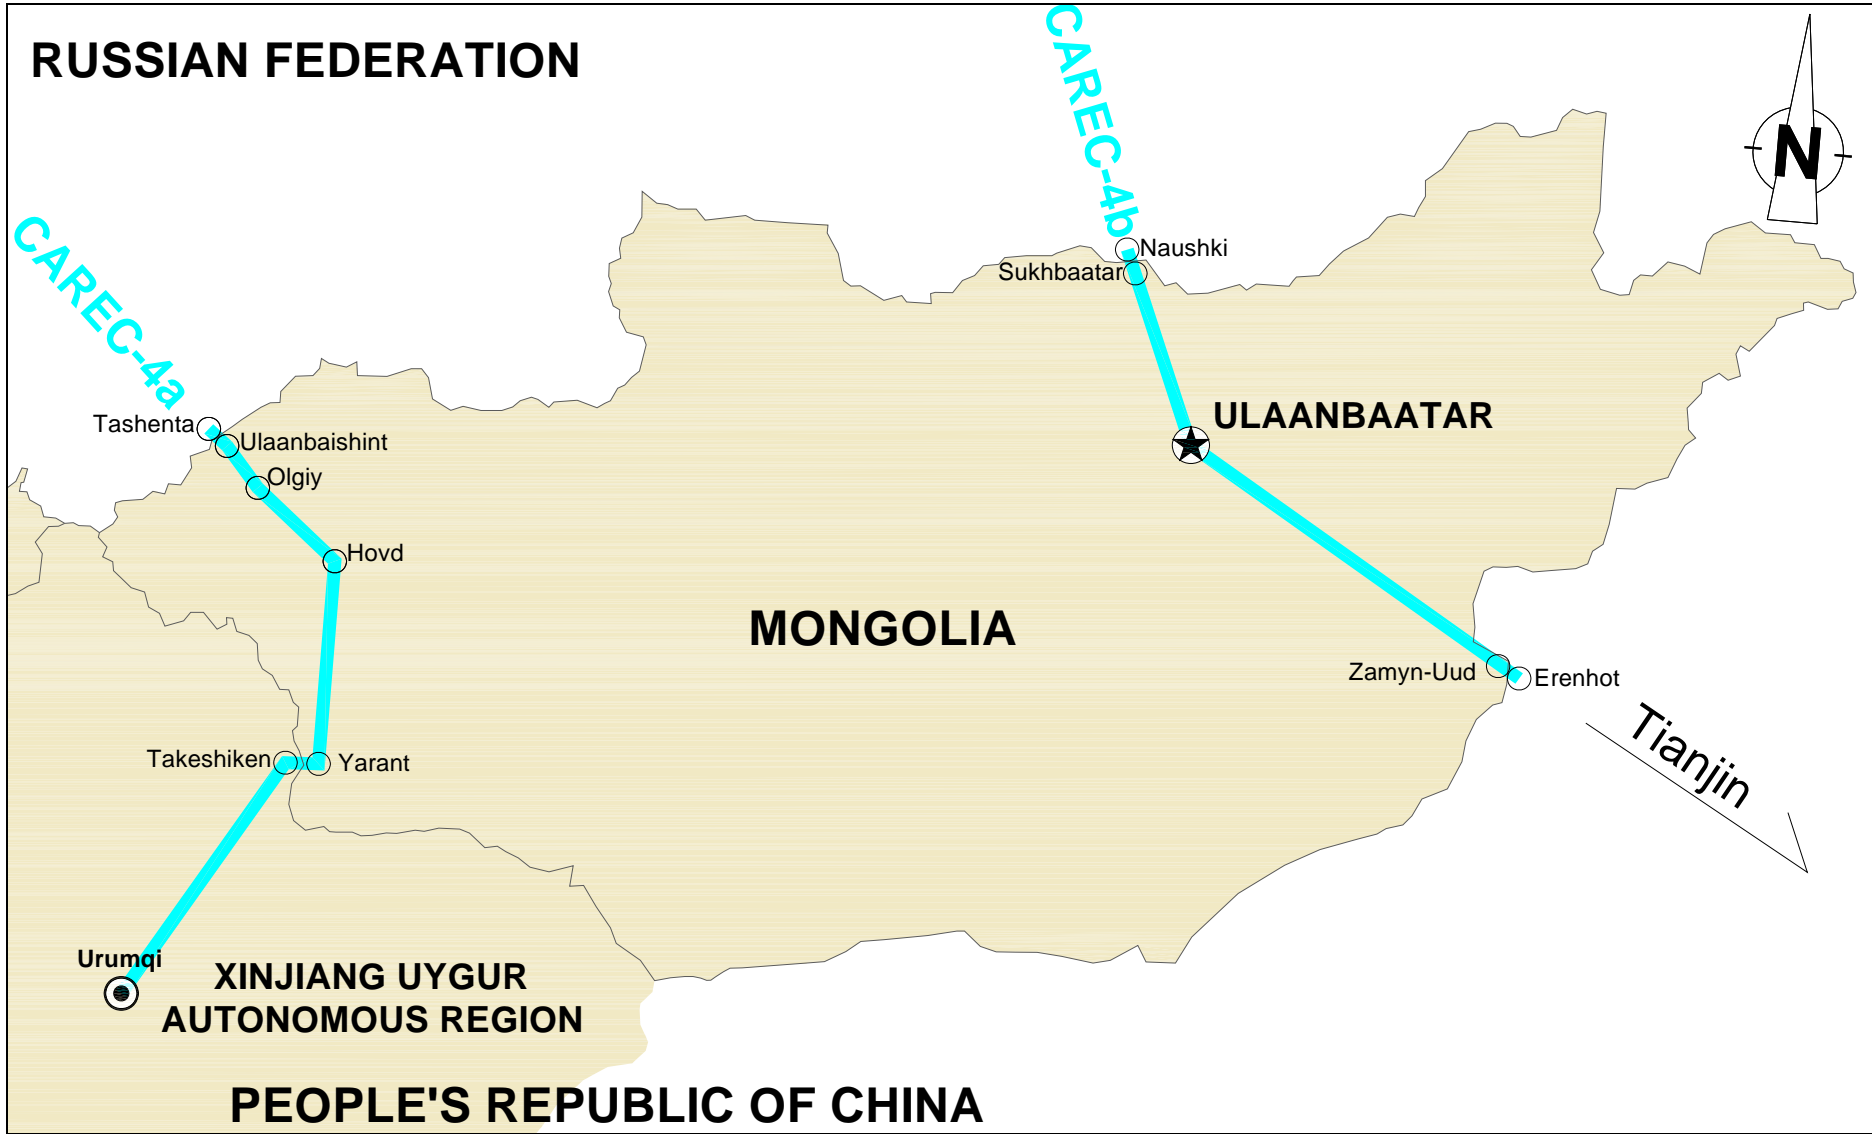 RUSSIAN FEDERATION
CAREC-4b
N
CAREC-4a
Naushki
Sukhbaatar
Tashenta
Ulaanbaishint
ULAANBAATAR
Olgiy
Hovd
MONGOLIA
Zamyn-Uud
Erenhot
Takeshiken
Yarant
Tianjin
Urumqi
XINJIANG UYGUR
AUTONOMOUS REGION
PEOPLE'S REPUBLIC OF CHINA